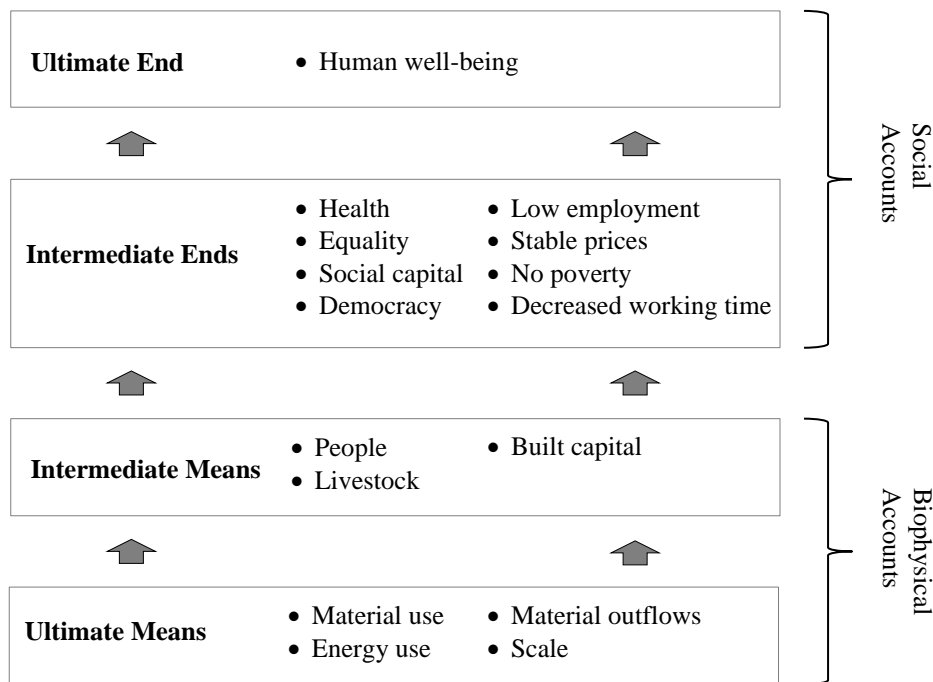 Ultimate End
• Human well-being
Social
Accounts
Intermediate Ends
• Health
• Equality
• Social capital
• Democracy
• Low employment
• Stable prices
• No poverty
• Decreased working time
Intermediate Means
• People
• Livestock
• Built capital
Biophysical
Accounts
Ultimate Means
• Material use
• Energy use
• Material outflows
• Scale